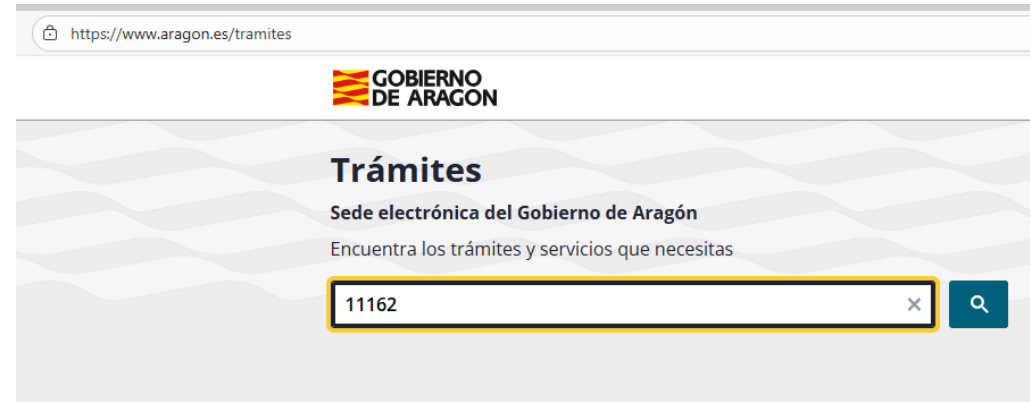 https://www.aragon.es/tramites
GOBIERNO
DE ARAGON
Trámites
Sede electrónica del Gobierno de Aragón
Encuentra los trámites y servicios que necesitas
11162